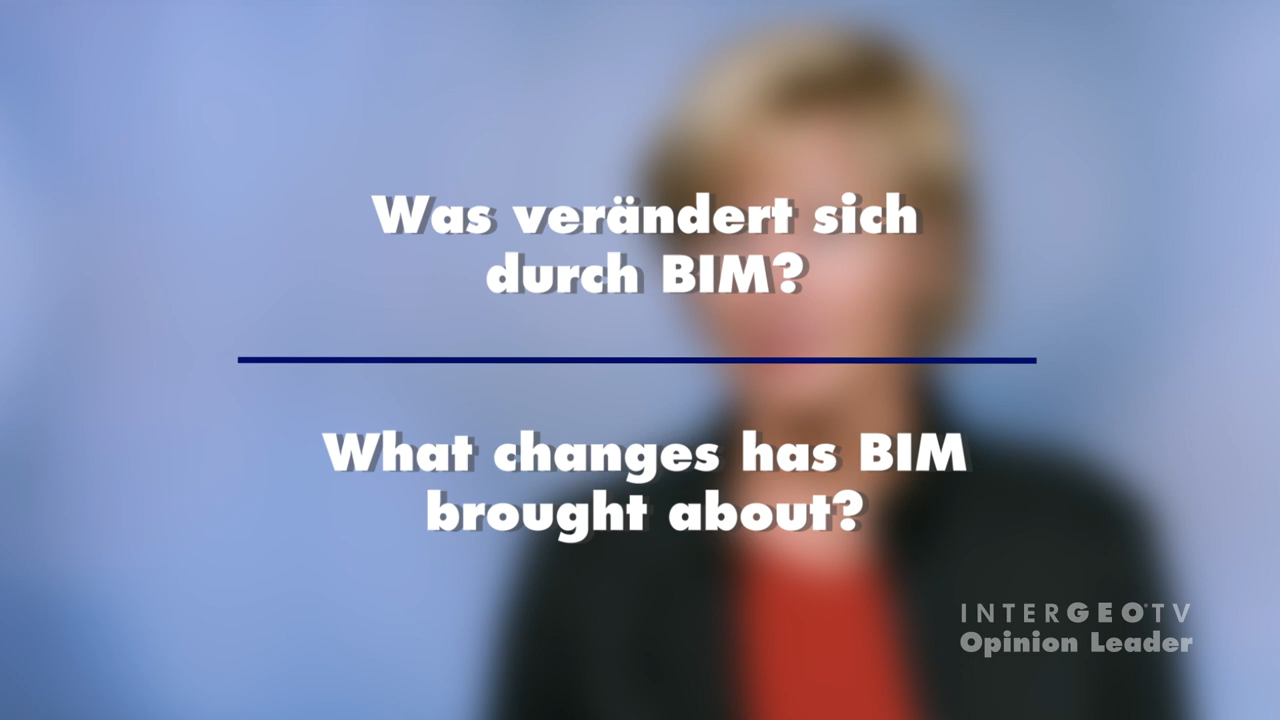 Was verändert sich
durch BIM?
What changes has BIM
brought about?
INTERGEO® TV
Opinion Leader